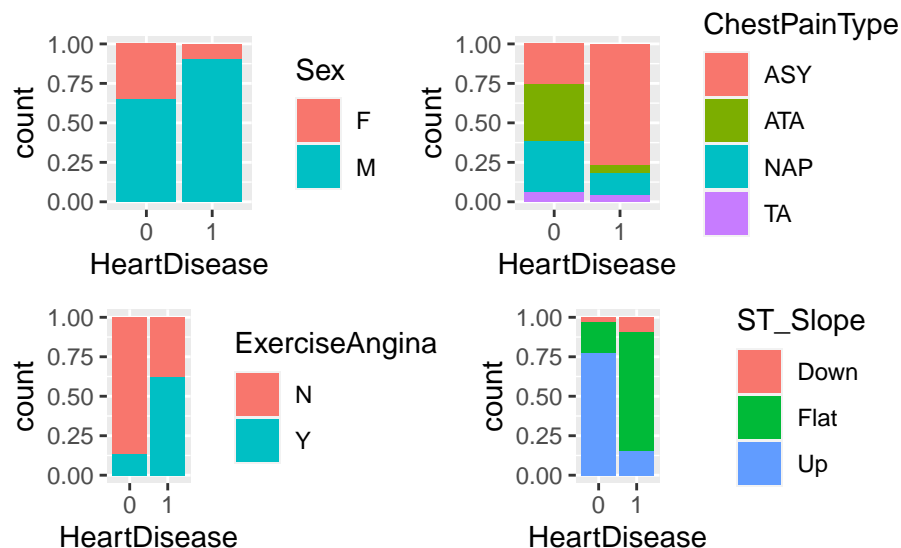 1.00
0.75
0.50
0.25
0.00
count
0 1
HeartDisease
Sex
F
M
1.00
0.75
0.50
0.25
0.00
count
0 1
HeartDisease
ChestPainType
ASY
ATA
NAP
TA
1.00
0.75
0.50
0.25
0.00
count
0 1
HeartDisease
ExerciseAngina
N
Y
1.00
0.75
0.50
0.25
0.00
count
0 1
HeartDisease
ST_Slope
Down
Flat
Up